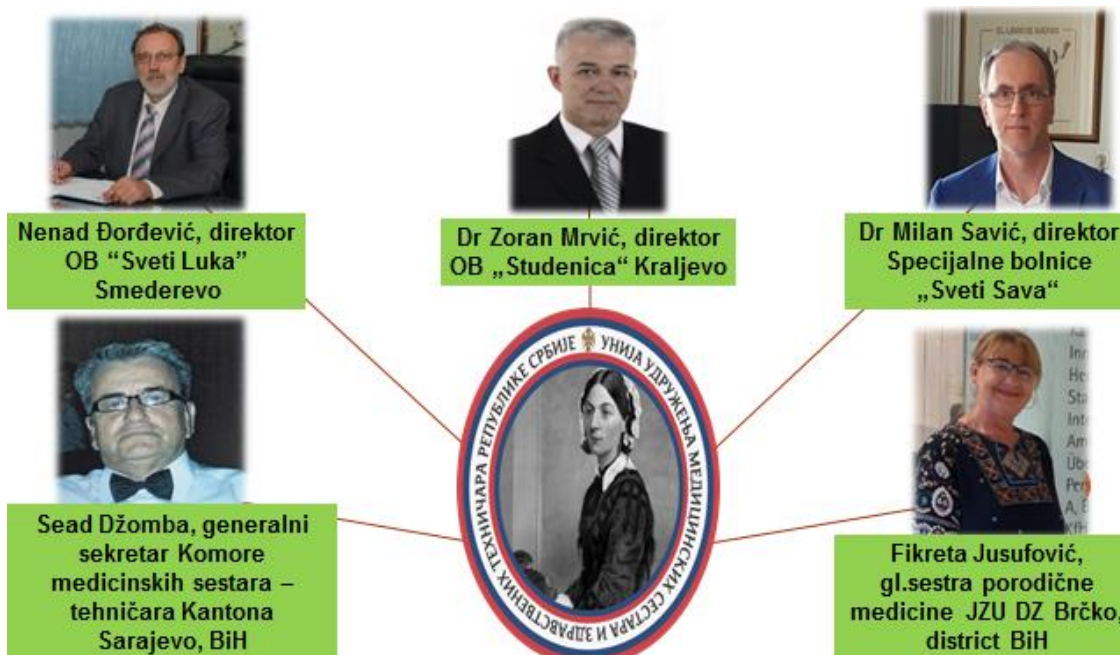 Nenad Đorđević, direktor
OB “Sveti Luka”
Smederevo
Dr Zoran Mrvić, direktor
OB „Studenica“ Kraljevo
Dr Milan Savić, direktor
Specijalne bolnice
„Sveti Sava“
УНИЈА УДРУЖЕЊА МЕДИЦИНСКИХ СЕСТАРА И ЗДРАВСТВЕНИХ ТЕХНИЧАРА РЕПУБЛИКЕ СРБИЈЕ
Sead Džomba, generalni
sekretar Komore
medicinskih sestara –
tehničara Kantona
Sarajevo, BiH
Fikreta Jusufović,
gl.sestra porodične
medicine JZU DZ Brčko,
district BiH